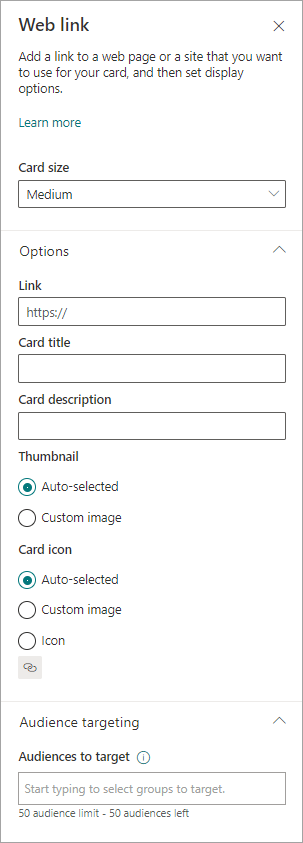 Web link
Add a link to a web page or a site that you want
to use for your card, and then set display
options.
Learn more
Card size
Medium
Options
Link
https://
Card title
Card description
Thumbnail
Auto-selected
Custom image
Card icon
Auto-selected
Custom image
Icon
Audience targeting
Audiences to target
Start typing to select groups to target.
50 audience limit - 50 audiences left